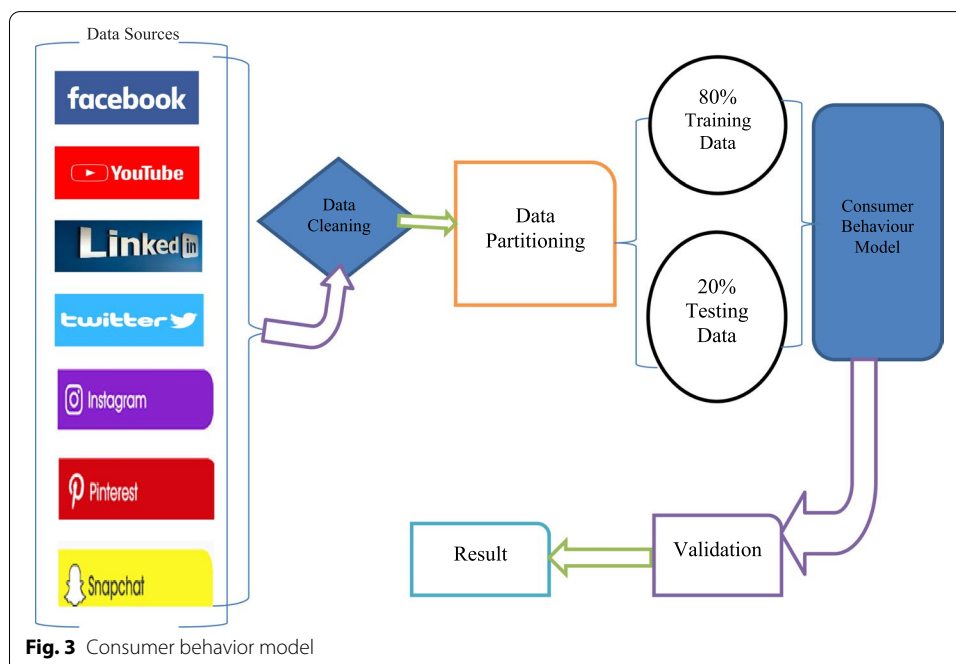 Data Sources
facebook
YouTube
Linked in
twitter
Instagram
Pinterest
Snapchat
Data
Cleaning
Data
Partitioning
80%
Training
Data
20%
Testing
Data
Consumer
Behaviour
Model
Validation
Result
Fig. 3 Consumer behavior model